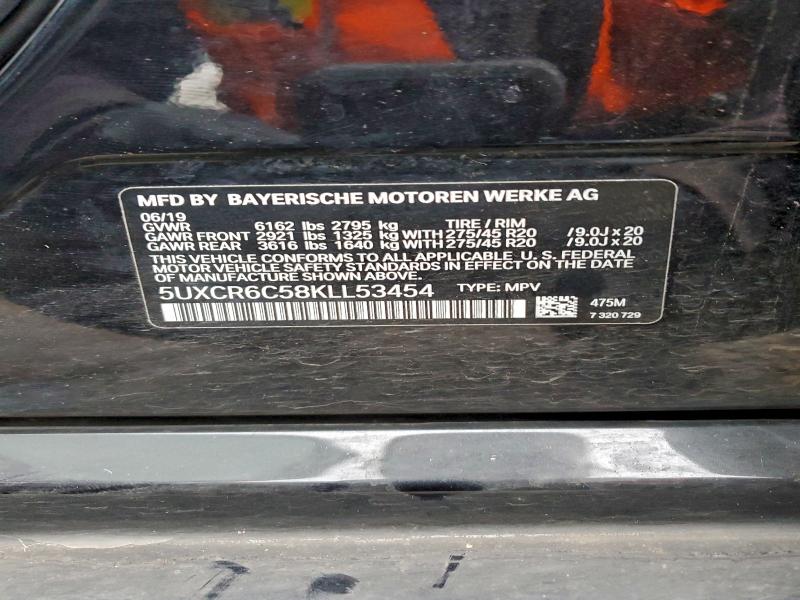 MFD BY BAYERISCHE MOTOREN WERKE AG
06/19
GVWR 6162 lbs 2795 kg TIRE / RIM
GAWR FRONT 2921 lbs 1325 kg WITH 275/45 R20 /9.0J x 20
GAWR REAR 3616 lbs 1640 kg WITH 275/45 R20 /9.0J x 20
THIS VEHICLE CONFORMS TO ALL APPLICABLE U. S. FEDERAL
MOTOR VEHICLE SAFETY STANDARDS IN EFFECT ON THE DATE
OF MANUFACTURE SHOWN ABOVE.
5UXCR6C58KLL53454 TYPE: MPV
475M
7 320 729